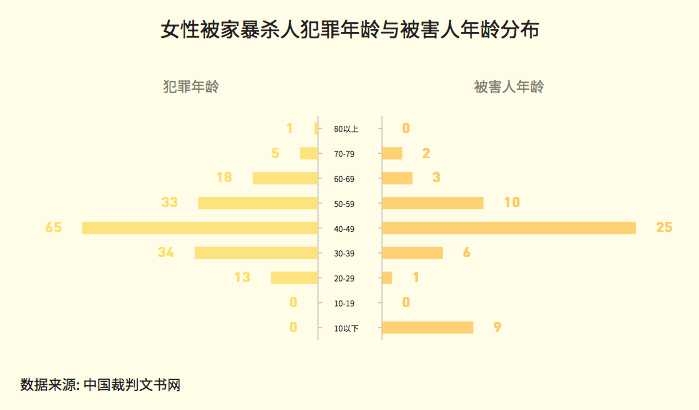 女性被家暴杀人犯罪年龄与被害人年龄分布
犯罪年龄 被害人年龄
1 80以上 0
5 70-79 2
18 60-69 3
33 50-59 10
65 40-49 25
34 30-39 6
13 20-29 1
0 10-19 0
0 10以下 9
数据来源: 中国裁判文书网